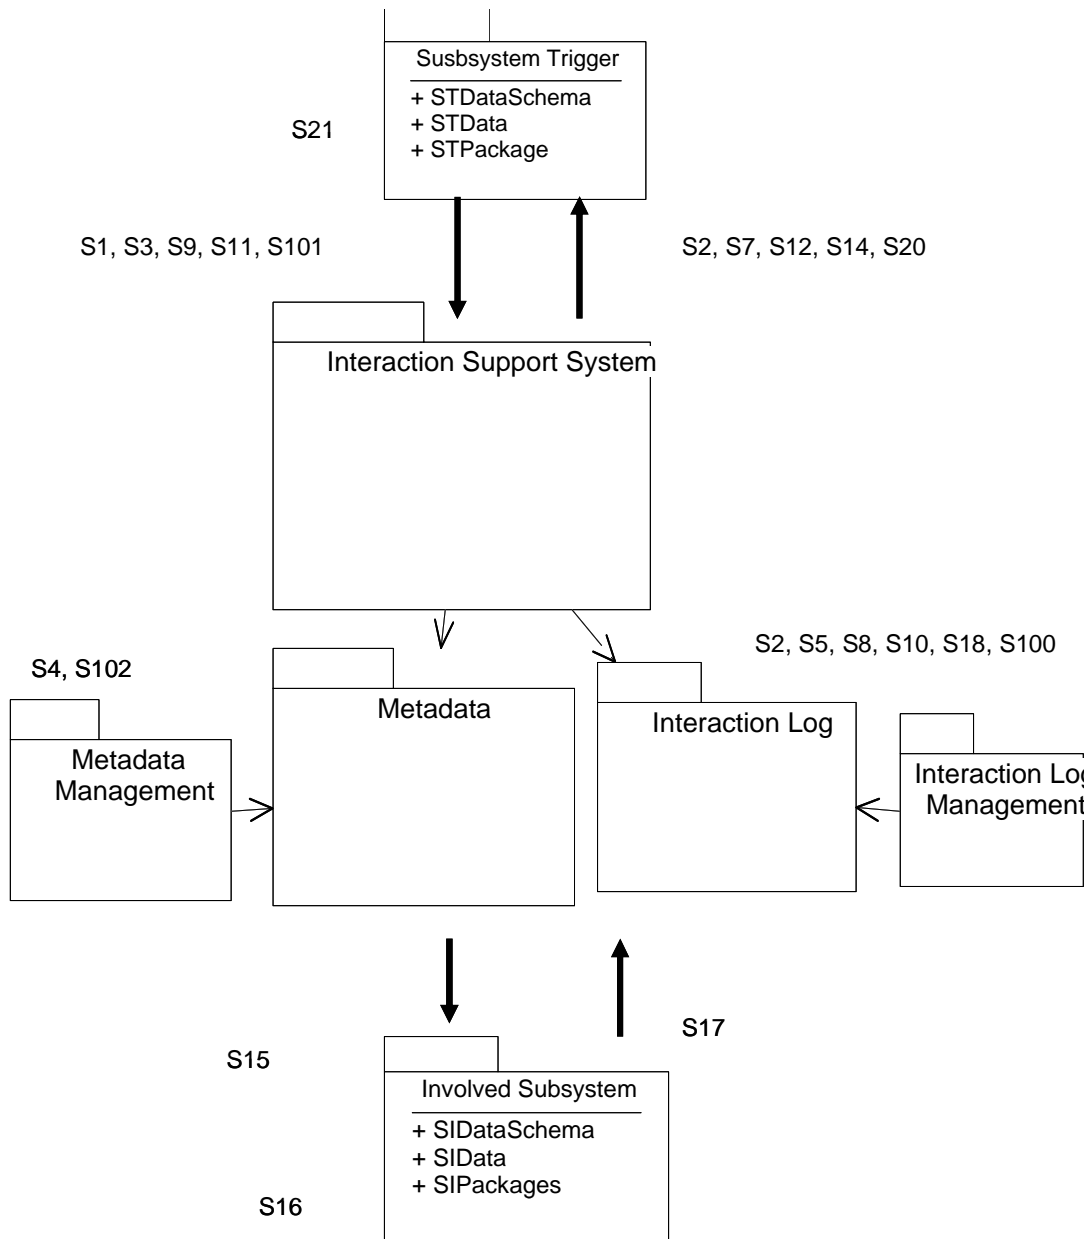 Susbsystem Trigger
+ STDataSchema
+ STData
+ STPackage
S21
S1, S3, S9, S11, S101
S2, S7, S12, S14, S20
Interaction Support System
S2, S5, S8, S10, S18, S100
S4, S102
Metadata
Interaction Log
Metadata
Management
Interaction Log
Management
S17
S15
Involved Subsystem
+ SIDataSchema
+ SIData
+ SIPackages
S16